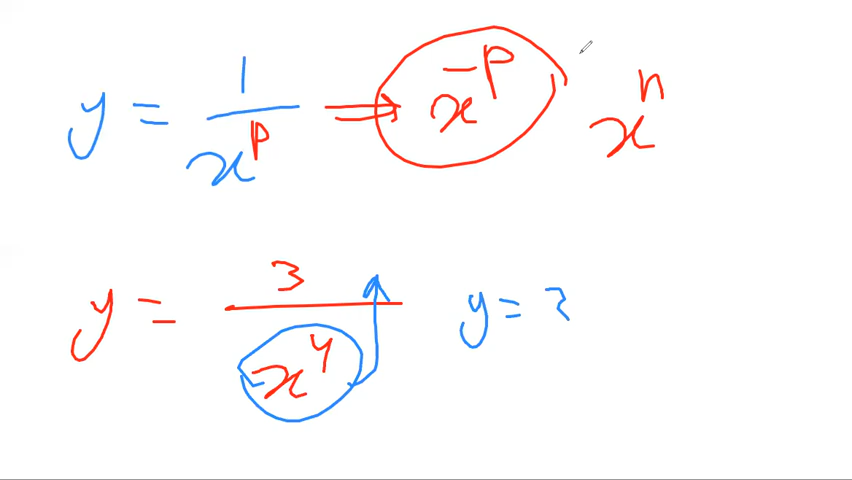 y = 1/x^p ⇒ x^-p x^n
y = 3/x^4 y = 3